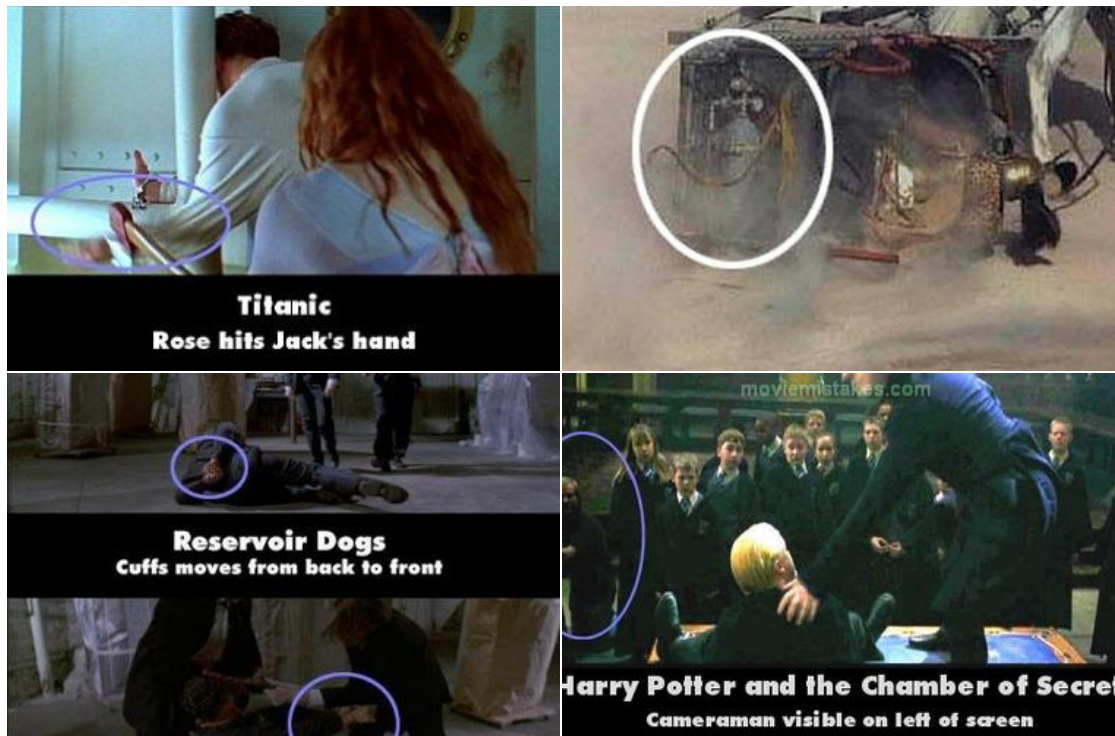 Titanic
Rose hits Jack's hand
Reservoir Dogs
Cuffs moves from back to front
moviemistakes.com
Harry Potter and the Chamber of Secret
Cameraman visible on left of screen